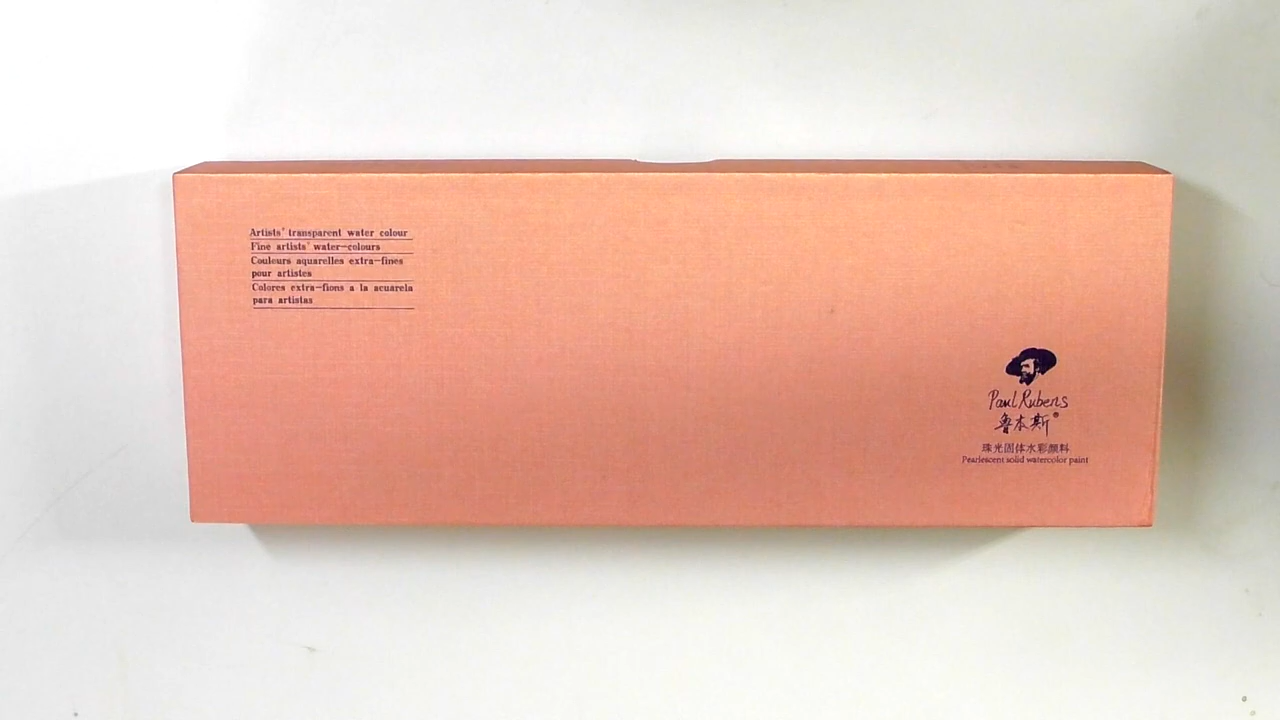 Artists' transparent water colour
Fine artists' water-colours
Couleurs aquarelles extra-fines
pour artistes
Colores extra-fions a la acuarela
para artistas
Paul Rubens
鲁本斯®
珠光固体水彩颜料
Pearlescent solid watercolor paint